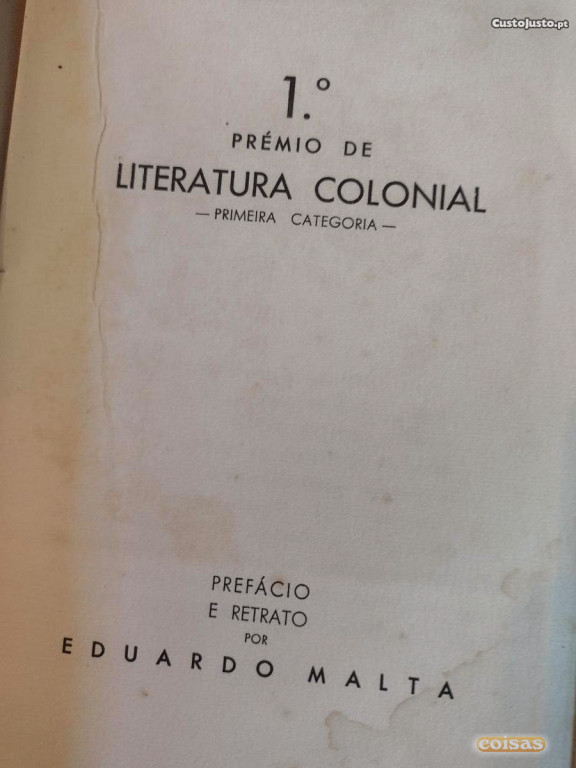 CustoJusto.pt
1.º
PRÉMIO DE
LITERATURA COLONIAL
— PRIMEIRA CATEGORIA —
PREFÁCIO
E RETRATO
POR
EDUARDO MALTA
coisas